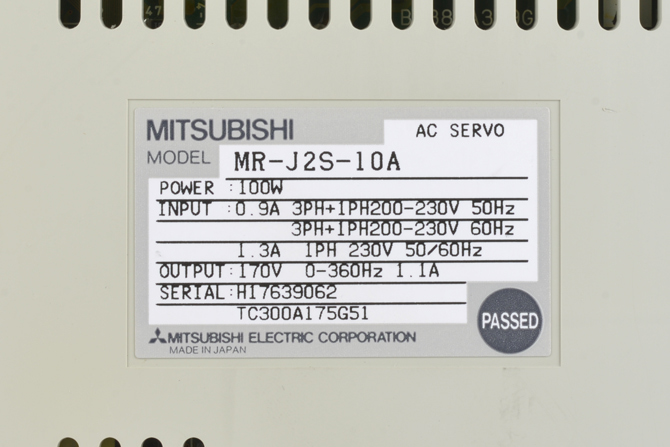 MITSUBISHI
AC SERVO
MODEL MR-J2S-10A
POWER :100W
INPUT :0.9A 3PH+1PH200-230V 50Hz
3PH+1PH200-230V 60Hz
1.3A 1PH 230V 50/60Hz
OUTPUT:170V 0-360Hz 1.1A
SERIAL:H17639062
TC300A175G51
PASSED
MITSUBISHI ELECTRIC CORPORATION
MADE IN JAPAN